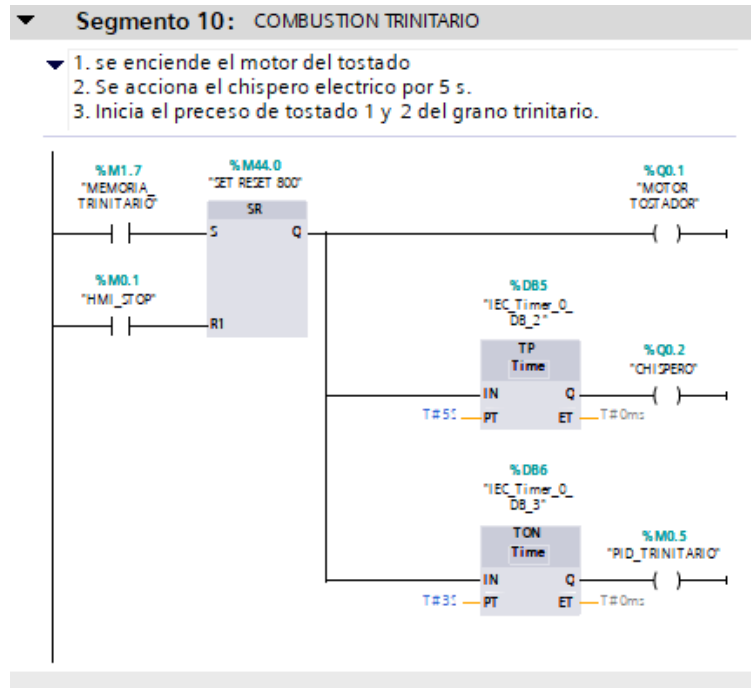 Segmento 10: COMBUSTION TRINITARIO
1. se enciende el motor del tostado
2. Se acciona el chispero electrico por 5 s.
3. Inicia el preceso de tostado 1 y 2 del grano trinitario.
%M1.7
"MEMORIA_
TRINITARIO"
%M44.0
"SET RESET 800"
SR
S Q
%Q0.1
"MOTOR
TOSTADOR"
%M0.1
"HMI_STOP"
R1
%DB5
"IEC_Timer_0_
DB_2"
TP
Time
%Q0.2
"CHISPERO"
IN Q
T#5S PT ET T#0ms
%DB6
"IEC_Timer_0_
DB_3"
TON
Time
%M0.5
"PID_TRINITARIO"
IN Q
T#3S PT ET T#0ms